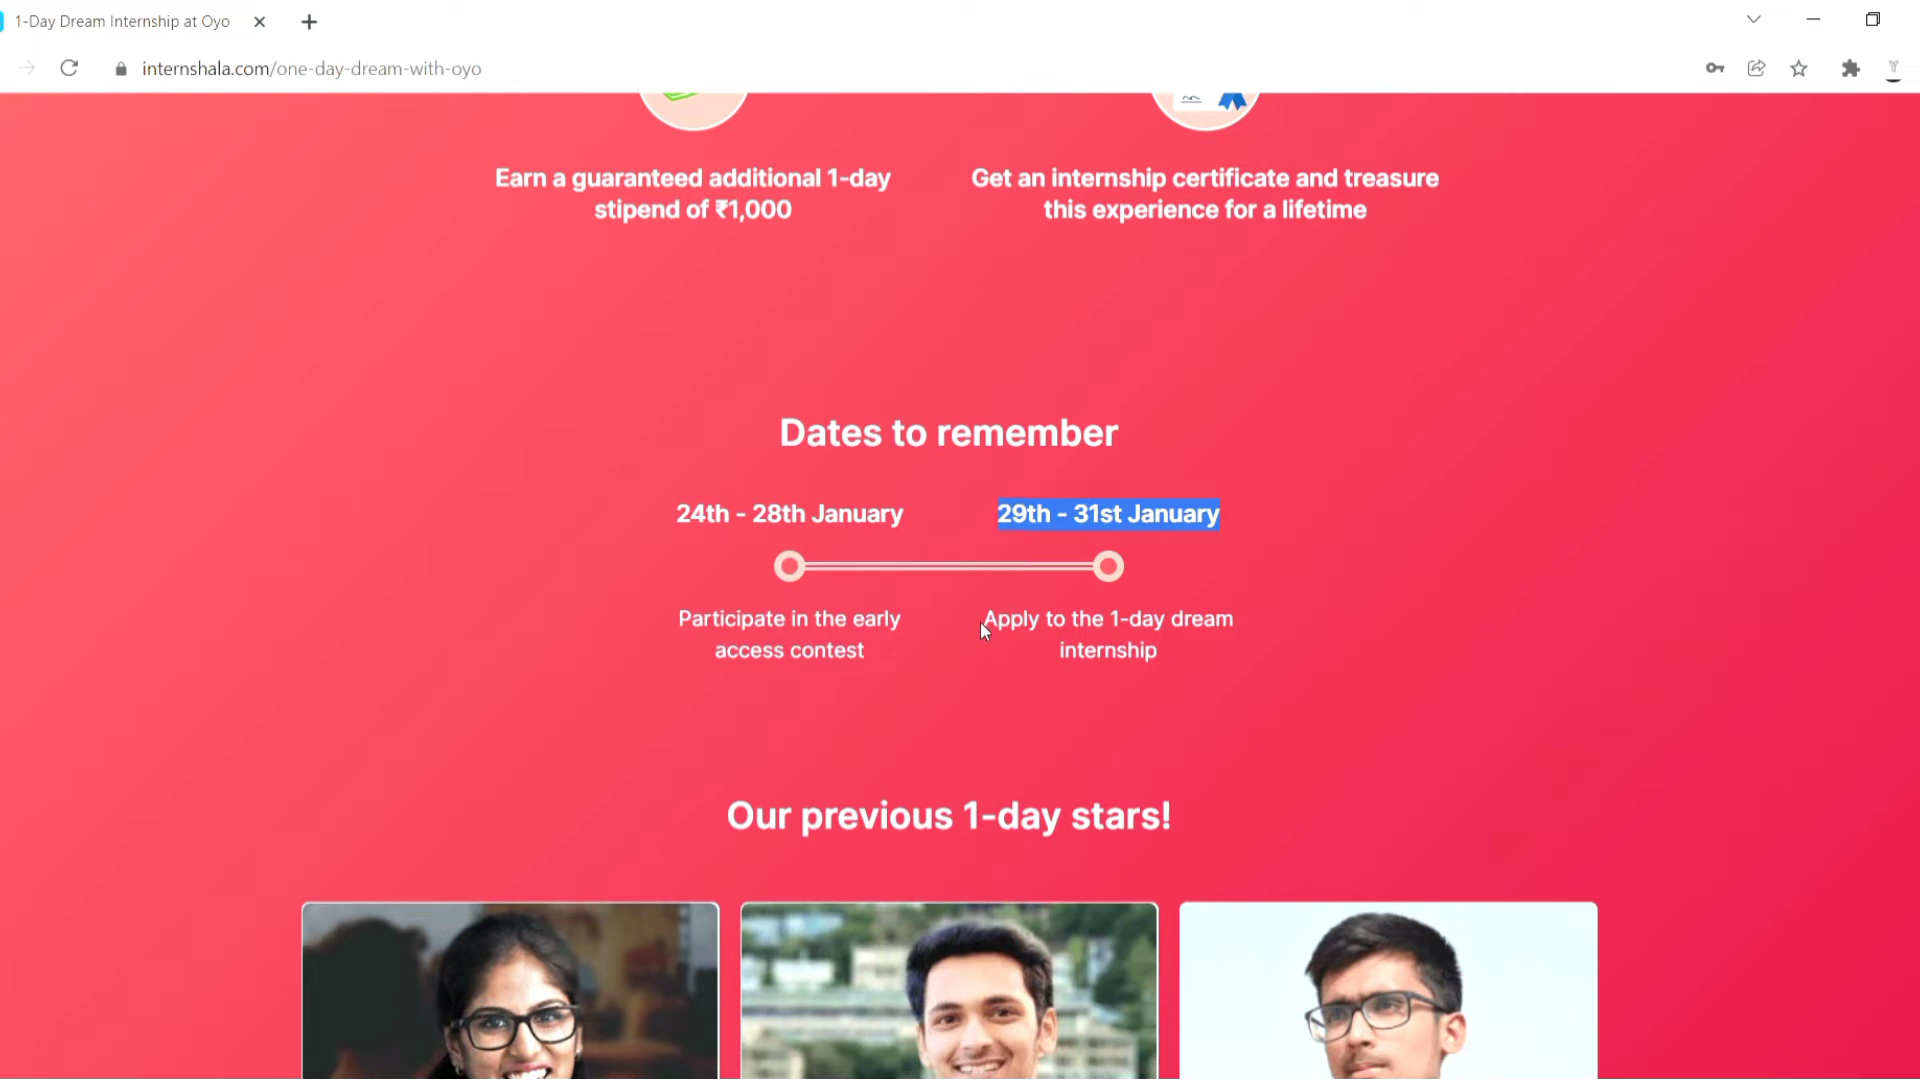 1-Day Dream Internship at Oyo
internshala.com/one-day-dream-with-oyo
Earn a guaranteed additional 1-day
stipend of ₹1,000
Get an internship certificate and treasure
this experience for a lifetime
Dates to remember
24th - 28th January
29th - 31st January
Participate in the early
access contest
Apply to the 1-day dream
internship
Our previous 1-day stars!